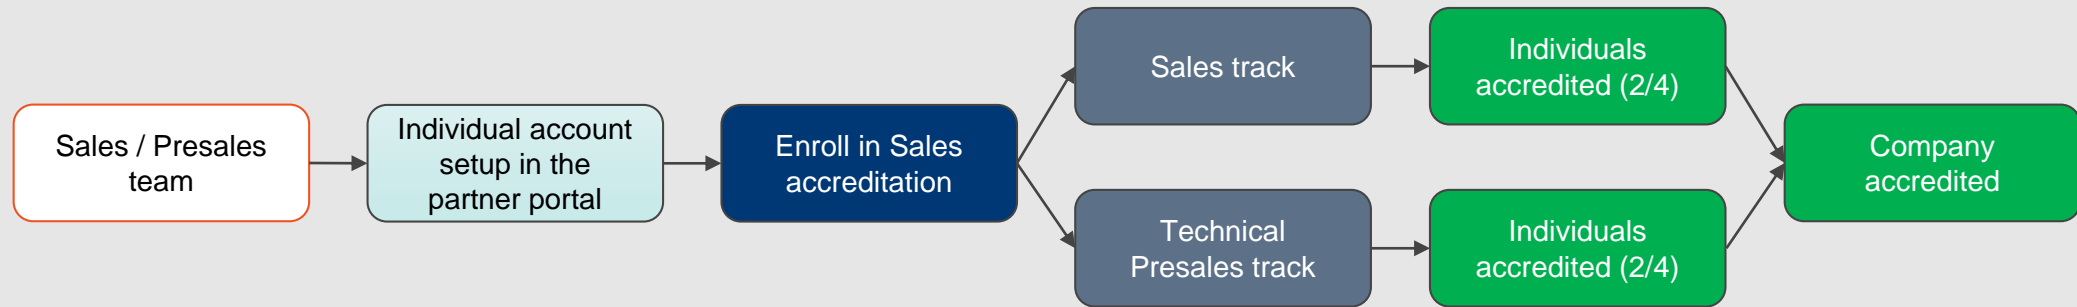 Sales / Presales
team
Individual account
setup in the
partner portal
Enroll in Sales
accreditation
Sales track
Individuals
accredited (2/4)
Technical
Presales track
Individuals
accredited (2/4)
Company
accredited